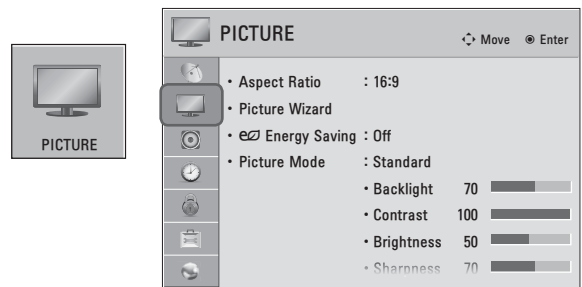 PICTURE
PICTURE
Move Enter
• Aspect Ratio : 16:9
• Picture Wizard
• Energy Saving : Off
• Picture Mode : Standard
• Backlight 70
• Contrast 100
• Brightness 50
• Sharpness 70